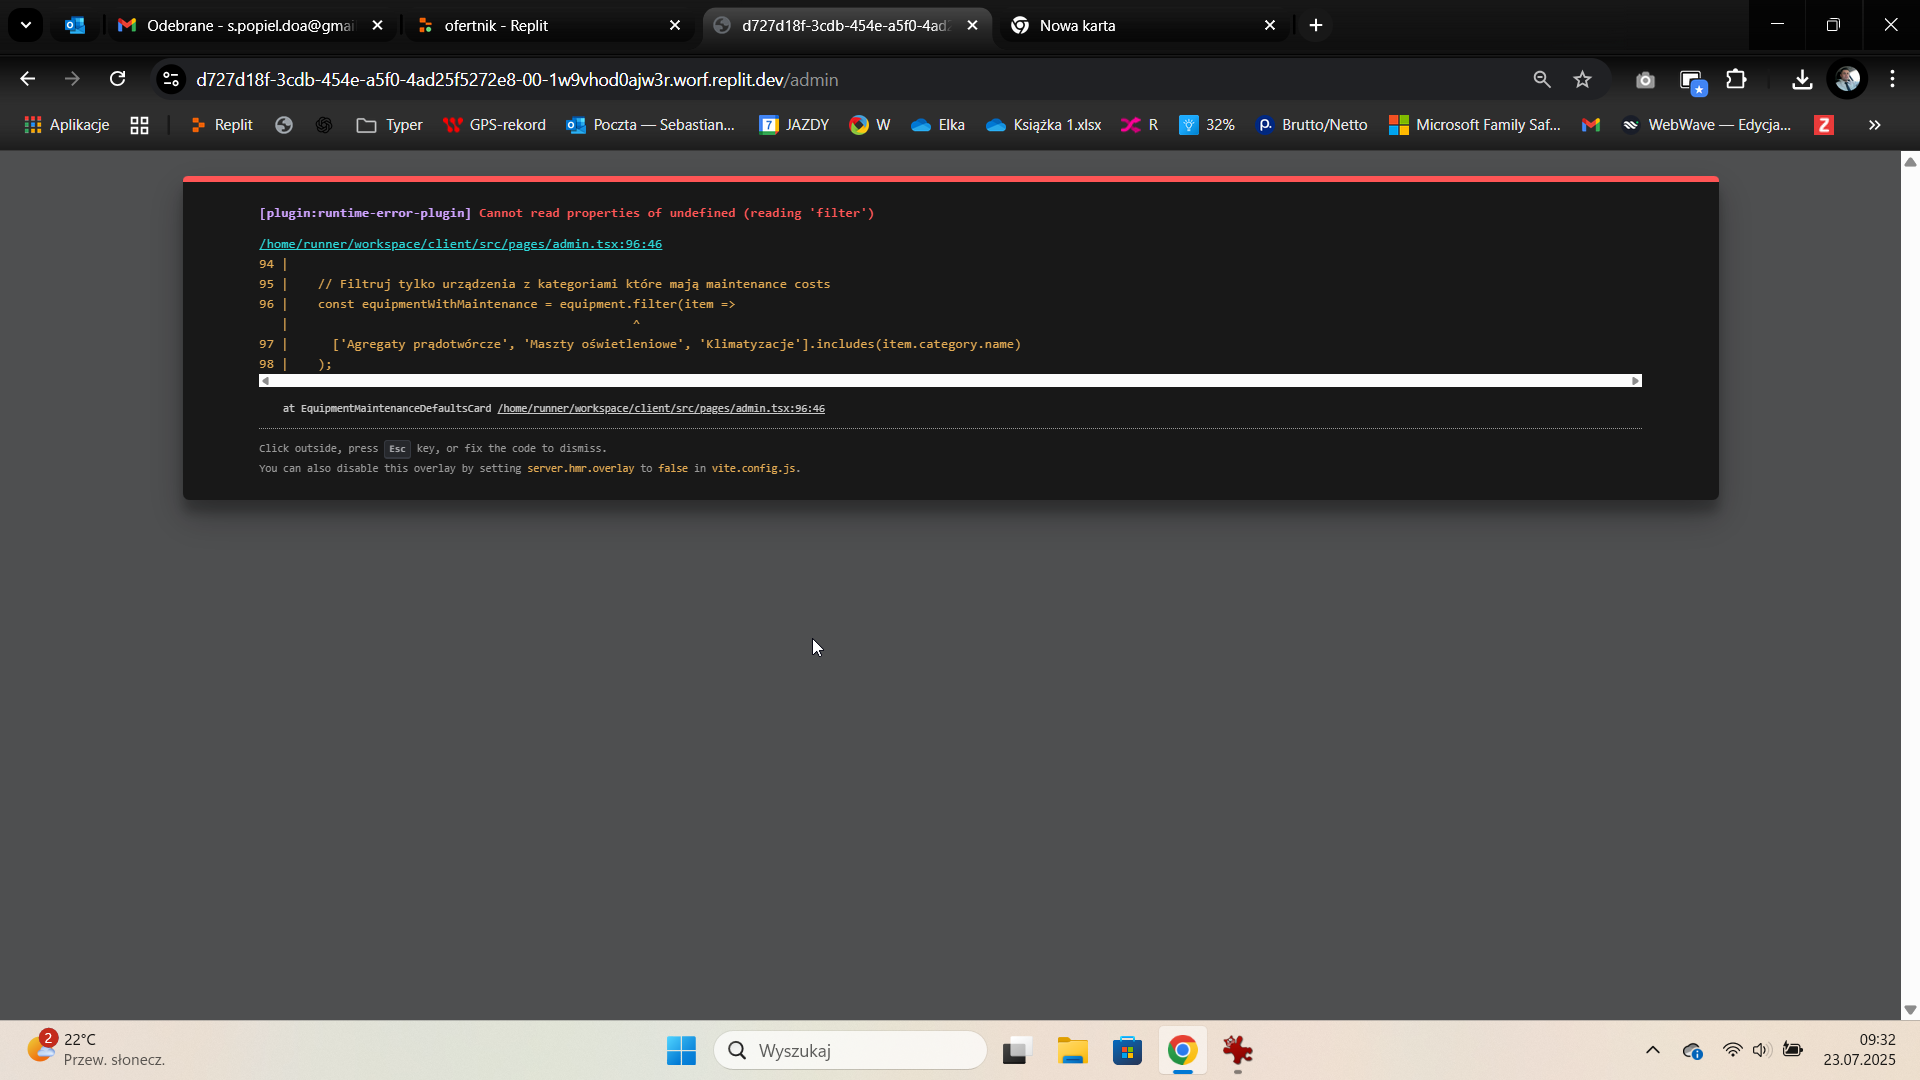 Odebrane - s.popiel.doa@gmai
ofertnik - Replit
d727d18f-3cdb-454e-a5f0-4ad2
Nowa karta
d727d18f-3cdb-454e-a5f0-4ad25f5272e8-00-1w9vhod0ajw3r.worf.replit.dev/admin
Aplikacje
Replit
Typer
GPS-rekord
Poczta — Sebastian...
7 JAZDY
W
Elka
Książka 1.xlsx
R
32%
Brutto/Netto
Microsoft Family Saf...
WebWave — Edycja...
Z
»
[plugin:runtime-error-plugin] Cannot read properties of undefined (reading 'filter')
/home/runner/workspace/client/src/pages/admin.tsx:96:46
94 |
95 | // Filtruj tylko urządzenia z kategoriami które mają maintenance costs
96 | const equipmentWithMaintenance = equipment.filter(item =>
| ^
97 | ['Agregaty prądotwórcze', 'Maszty oświetleniowe', 'Klimatyzacje'].includes(item.category.name)
98 | );
at EquipmentMaintenanceDefaultsCard /home/runner/workspace/client/src/pages/admin.tsx:96:46
Click outside, press Esc key, or fix the code to dismiss.
You can also disable this overlay by setting server.hmr.overlay to false in vite.config.js.
2
22°C
Przew. słonecz.
Wyszukaj
09:32
23.07.2025